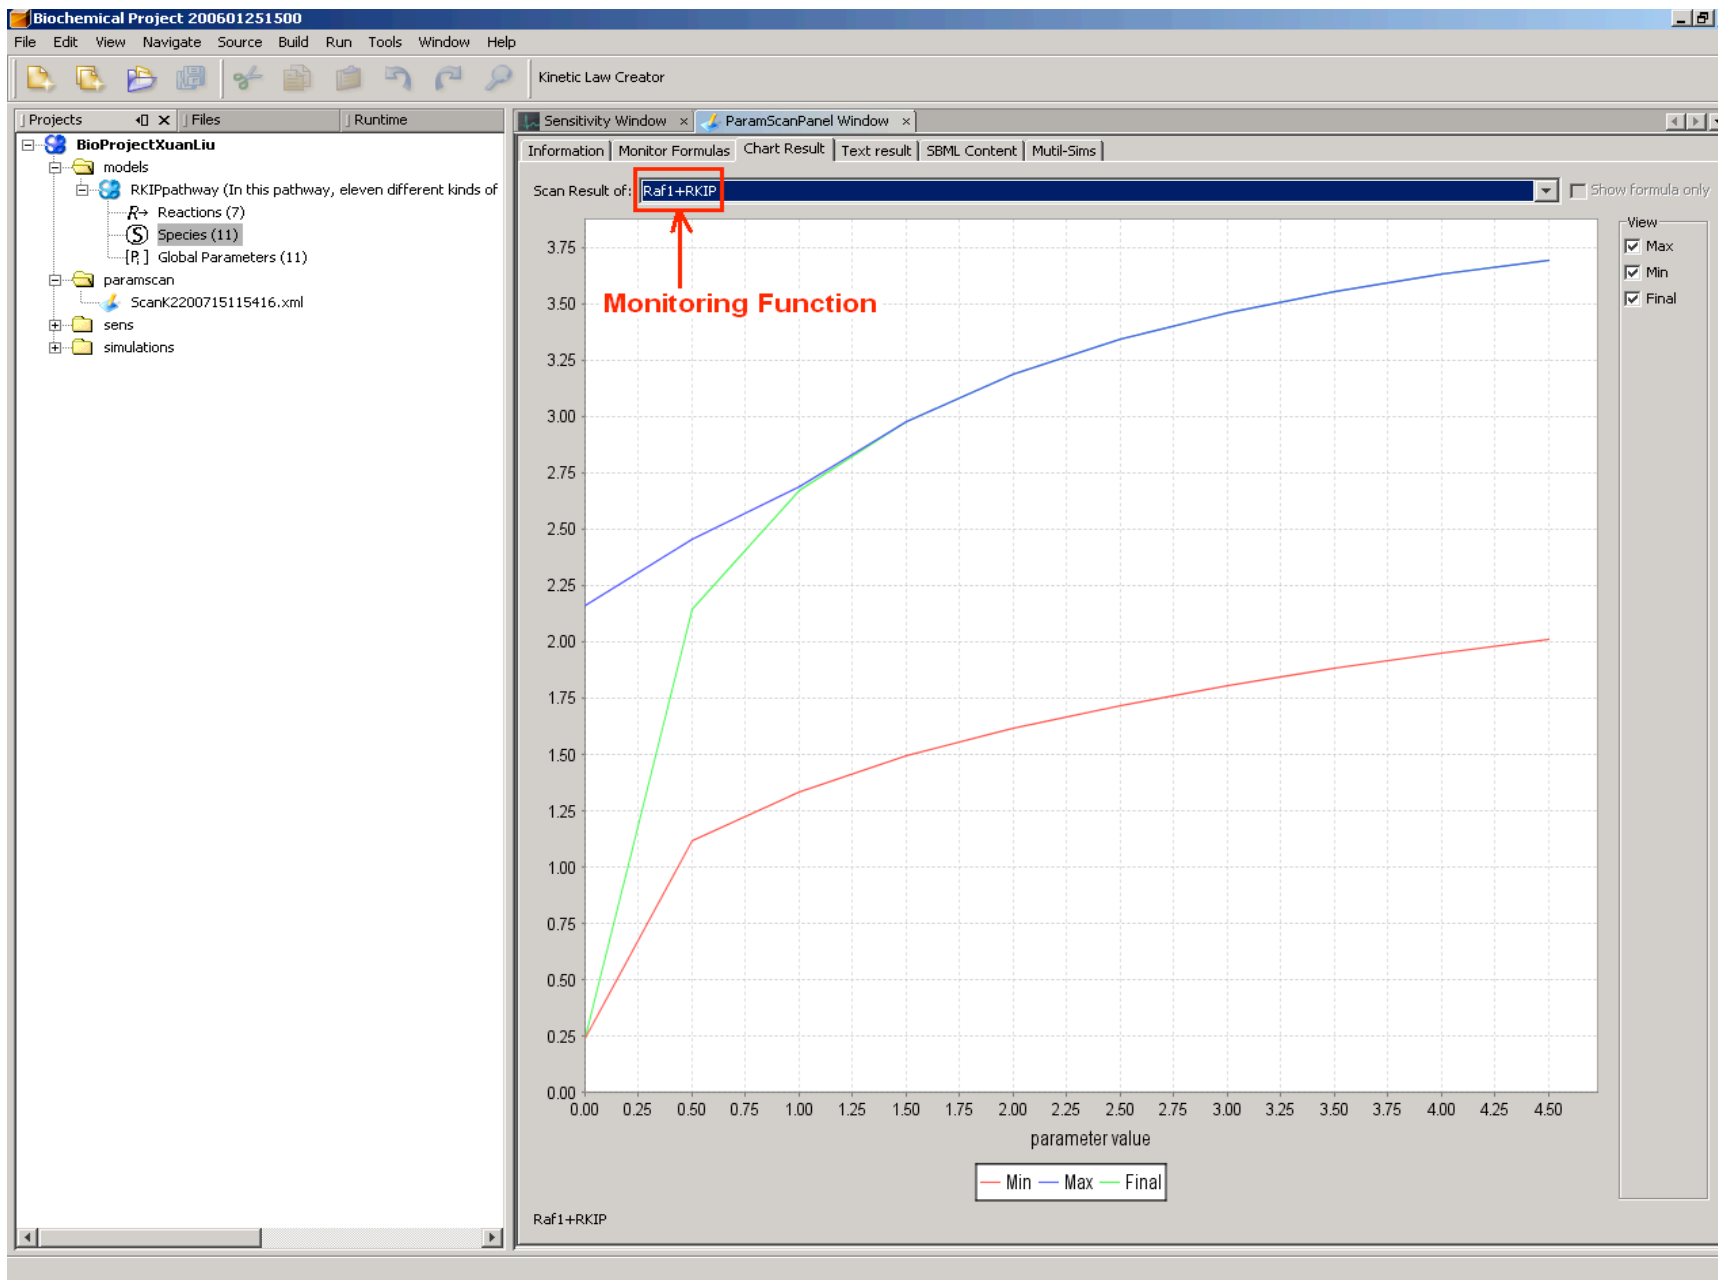 Biochemical Project 200601251500
File Edit View Navigate Source Build Run Tools Window Help
Kinetic Law Creator
Projects Files Runtime
BioProjectXuanLiu
models
RKIPpathway (In this pathway, eleven different kinds of
R→ Reactions (7)
S Species (11)
[P, ] Global Parameters (11)
paramscan
ScanK2200715115416.xml
sens
simulations
Sensitivity Window × ParamScanPanel Window ×
Information Monitor Formulas Chart Result Text result SBML Content Mutil-Sims
Scan Result of: Raf1+RKIP Show formula only
Monitoring Function
View
Max
Min
Final
3.75
3.50
3.25
3.00
2.75
2.50
2.25
2.00
1.75
1.50
1.25
1.00
0.75
0.50
0.25
0.00
0.00 0.25 0.50 0.75 1.00 1.25 1.50 1.75 2.00 2.25 2.50 2.75 3.00 3.25 3.50 3.75 4.00 4.25 4.50
parameter value
Min Max Final
Raf1+RKIP